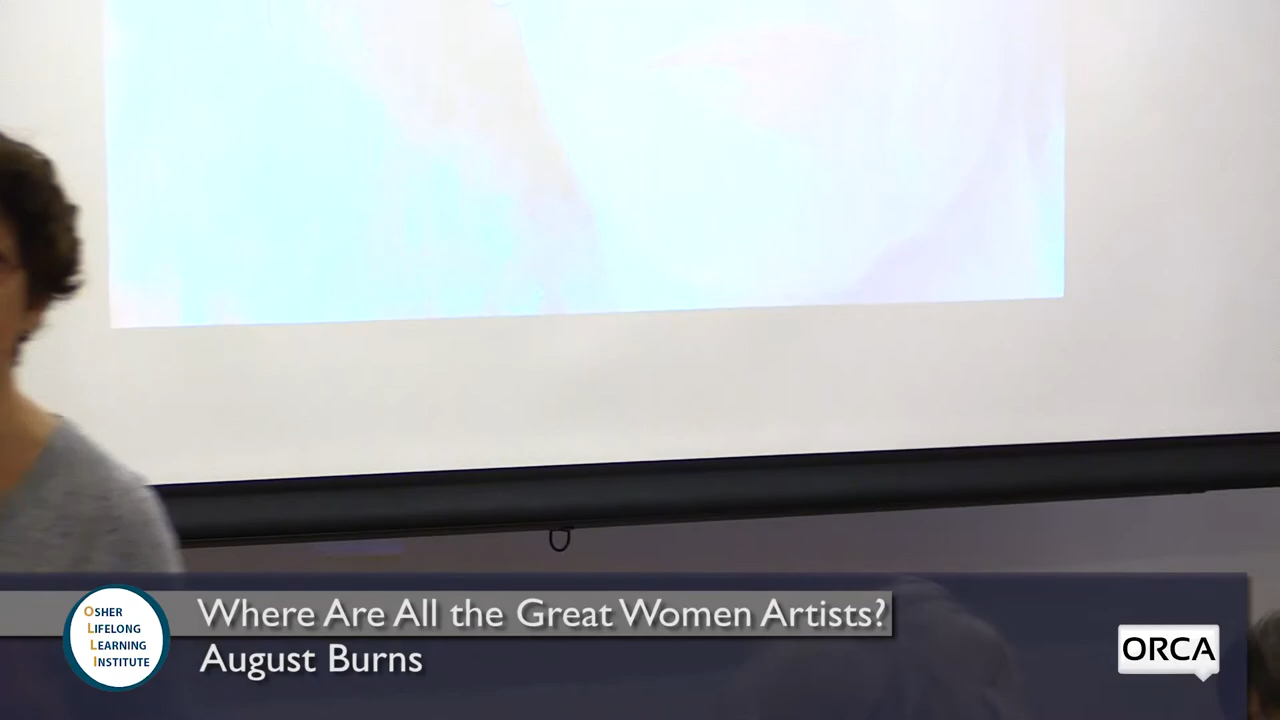 OSHER
LIFELONG
LEARNING
INSTITUTE
Where Are All the Great Women Artists?
August Burns
ORCA